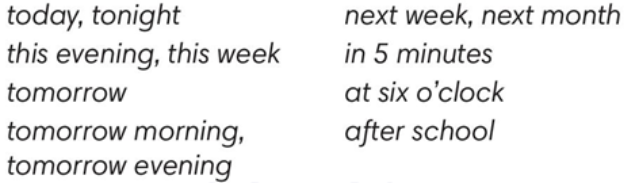 today, tonight
this evening, this week
tomorrow
tomorrow morning,
tomorrow evening
next week, next month
in 5 minutes
at six o'clock
after school